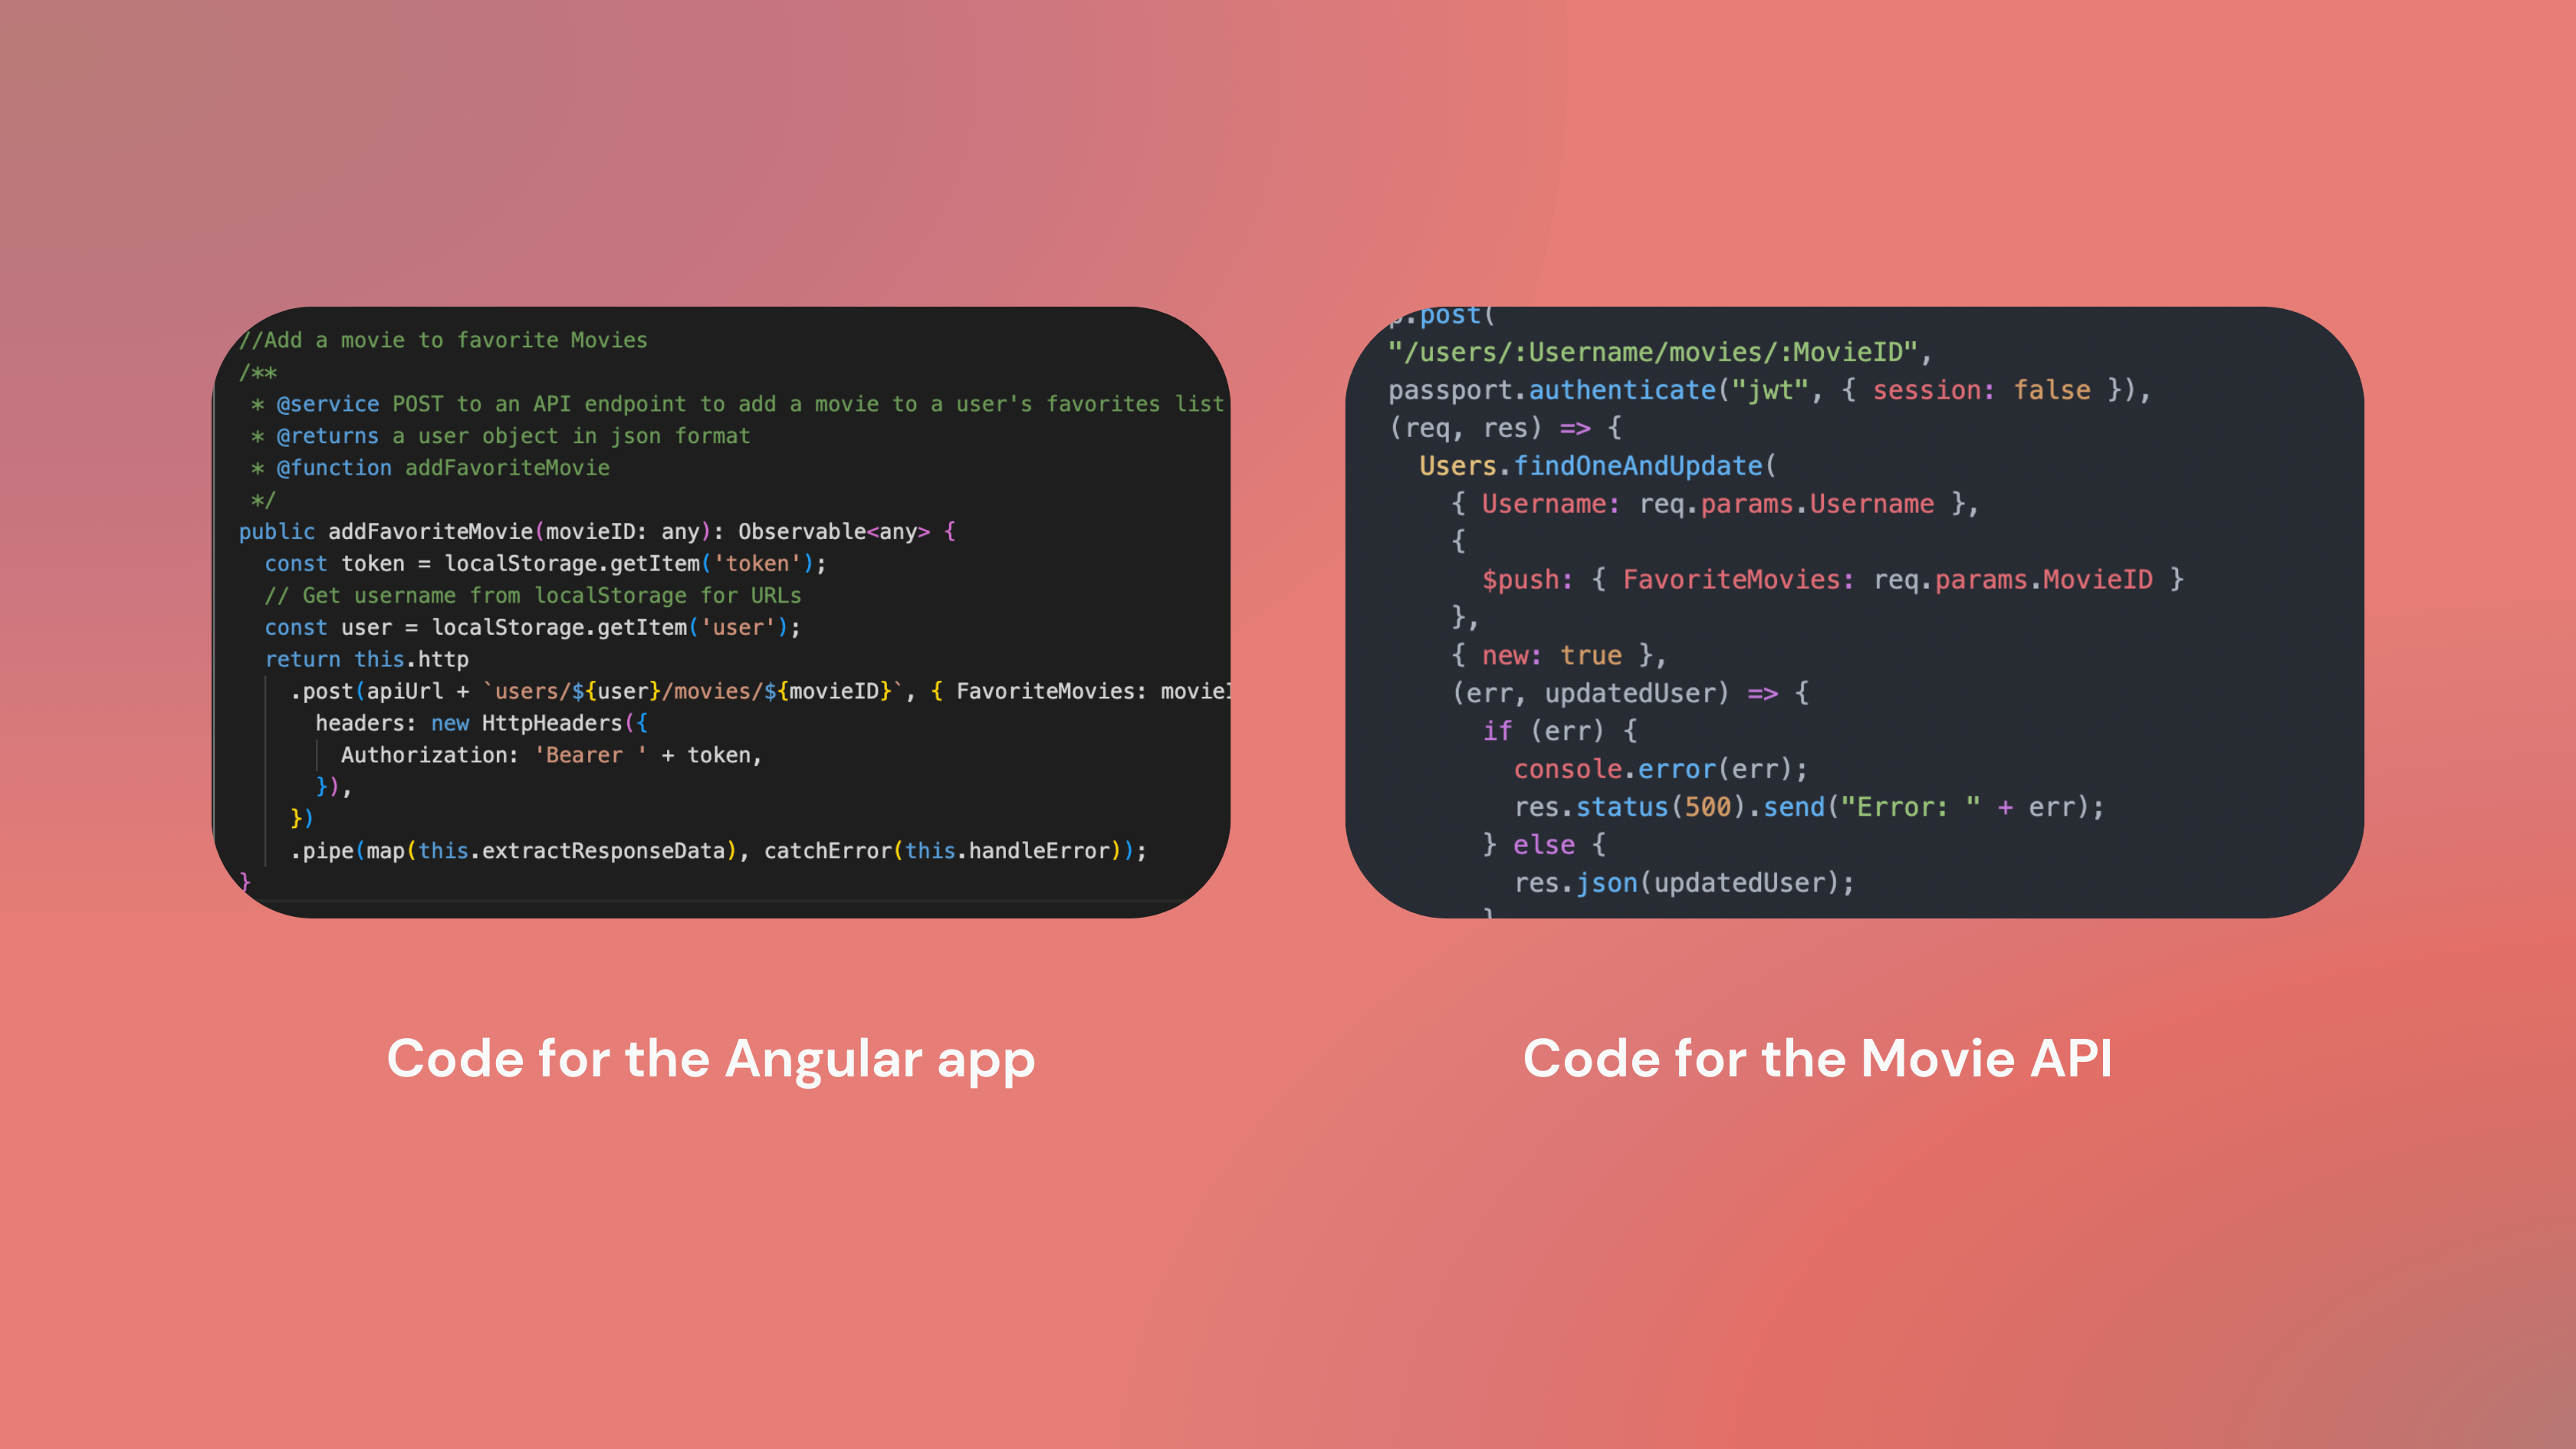 //Add a movie to favorite Movies
/**
* @service POST to an API endpoint to add a movie to a user's favorites list
* @returns a user object in json format
* @function addFavoriteMovie
*/
public addFavoriteMovie(movieID: any): Observable<any> {
const token = localStorage.getItem('token');
// Get username from localStorage for URLs
const user = localStorage.getItem('user');
return this.http
.post(apiUrl + `users/${user}/movies/${movieID}`, { FavoriteMovies:
headers: new HttpHeaders({
Authorization: 'Bearer ' + token,
}),
})
.pipe(map(this.extractResponseData), catchError(this.handleError));
}
Code for the Angular app
.post(
"/users/:Username/movies/:MovieID",
passport.authenticate("jwt", { session: false }),
(req, res) => {
Users.findOneAndUpdate(
{ Username: req.params.Username },
{
$push: { FavoriteMovies: req.params.MovieID }
},
{ new: true },
(err, updatedUser) => {
if (err) {
console.error(err);
res.status(500).send("Error: " + err);
} else {
res.json(updatedUser);
}
Code for the Movie API